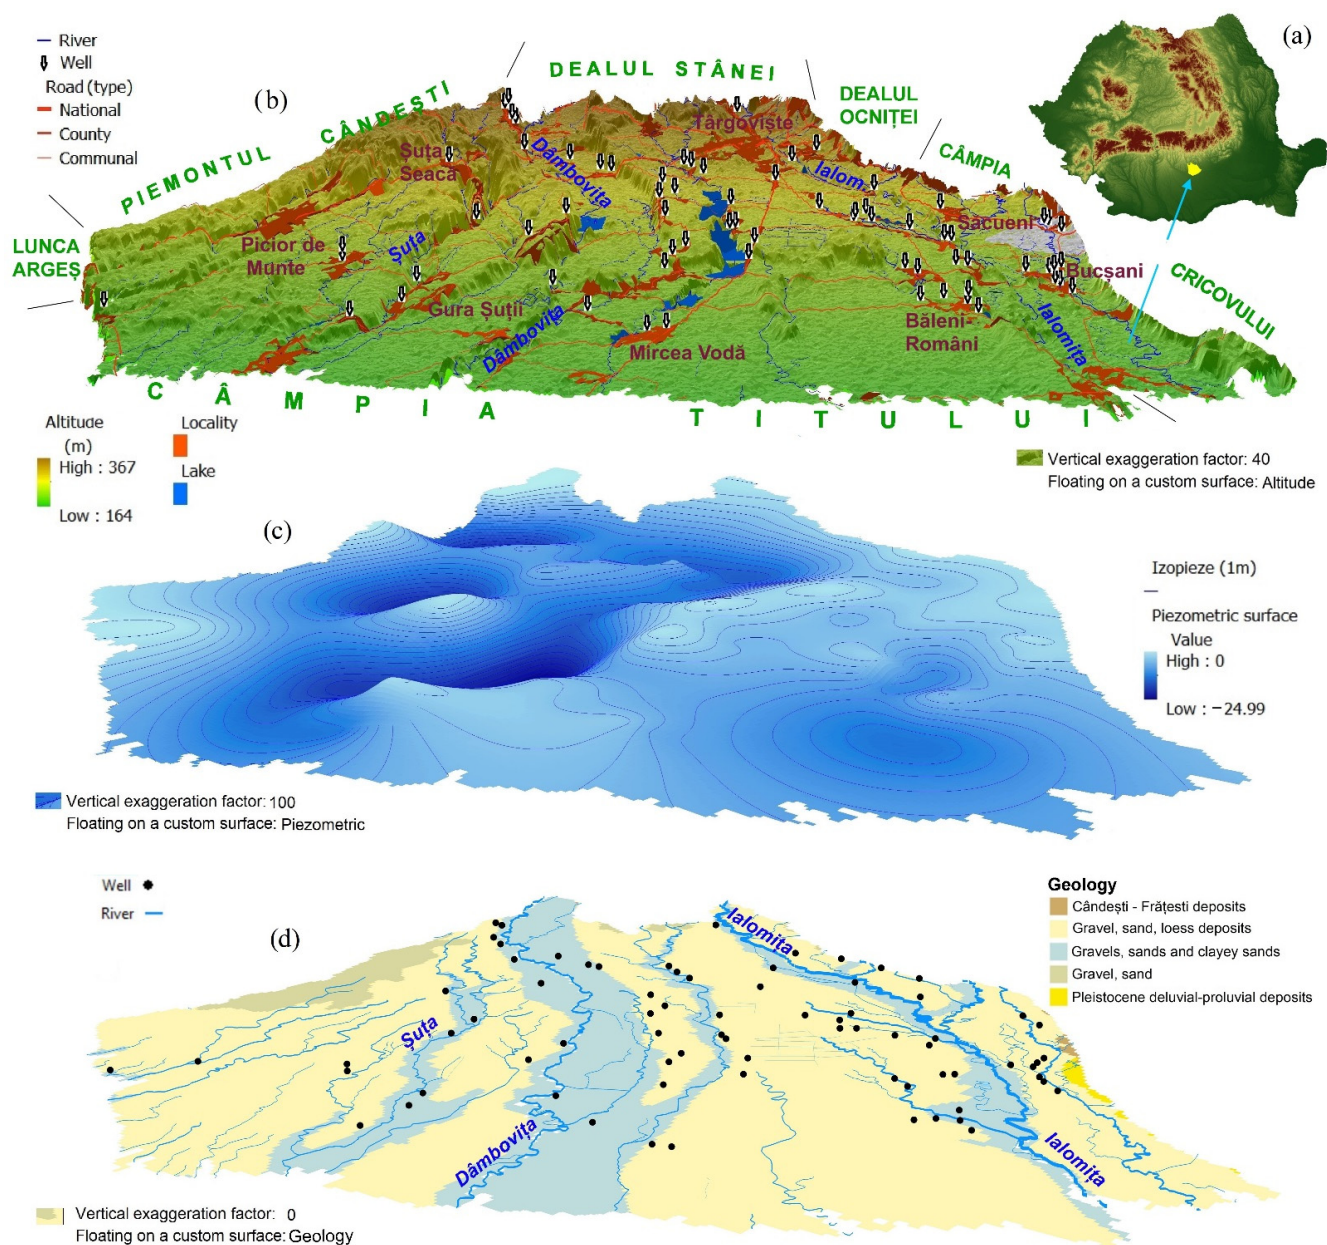 (a)
River
Well
Road (type)
National
County
Communal
(b)
PIEMONTUL CÂNDEȘTI
DEALUL STÂNEI
DEALUL
OCNIȚEI
CÂMPIA
CRICOVULUI
LUNCA
ARGEȘ
Târgoviște
Șuța
Seacă
Dâmbovița
Ialom
Săcueni
Picior de
Munte
Șuța
Bucșani
Gura Șuții
Dâmbovița
Băleni-
Români
Ialomița
Mircea Vodă
CÂMPIA TITULUI
Altitude
(m)
High : 367
Low : 164
Locality
Lake
Vertical exaggeration factor: 40
Floating on a custom surface: Altitude
(c)
Izopieze (1m)
Piezometric surface
Value
High : 0
Low : −24.99
Vertical exaggeration factor: 100
Floating on a custom surface: Piezometric
Well
River
(d)
Geology
Cândești - Frățești deposits
Gravel, sand, loess deposits
Gravels, sands and clayey sands
Gravel, sand
Pleistocene deluvial-proluvial deposits
Ialomița
Șuța
Dâmbovița
Ialomița
Vertical exaggeration factor: 0
Floating on a custom surface: Geology